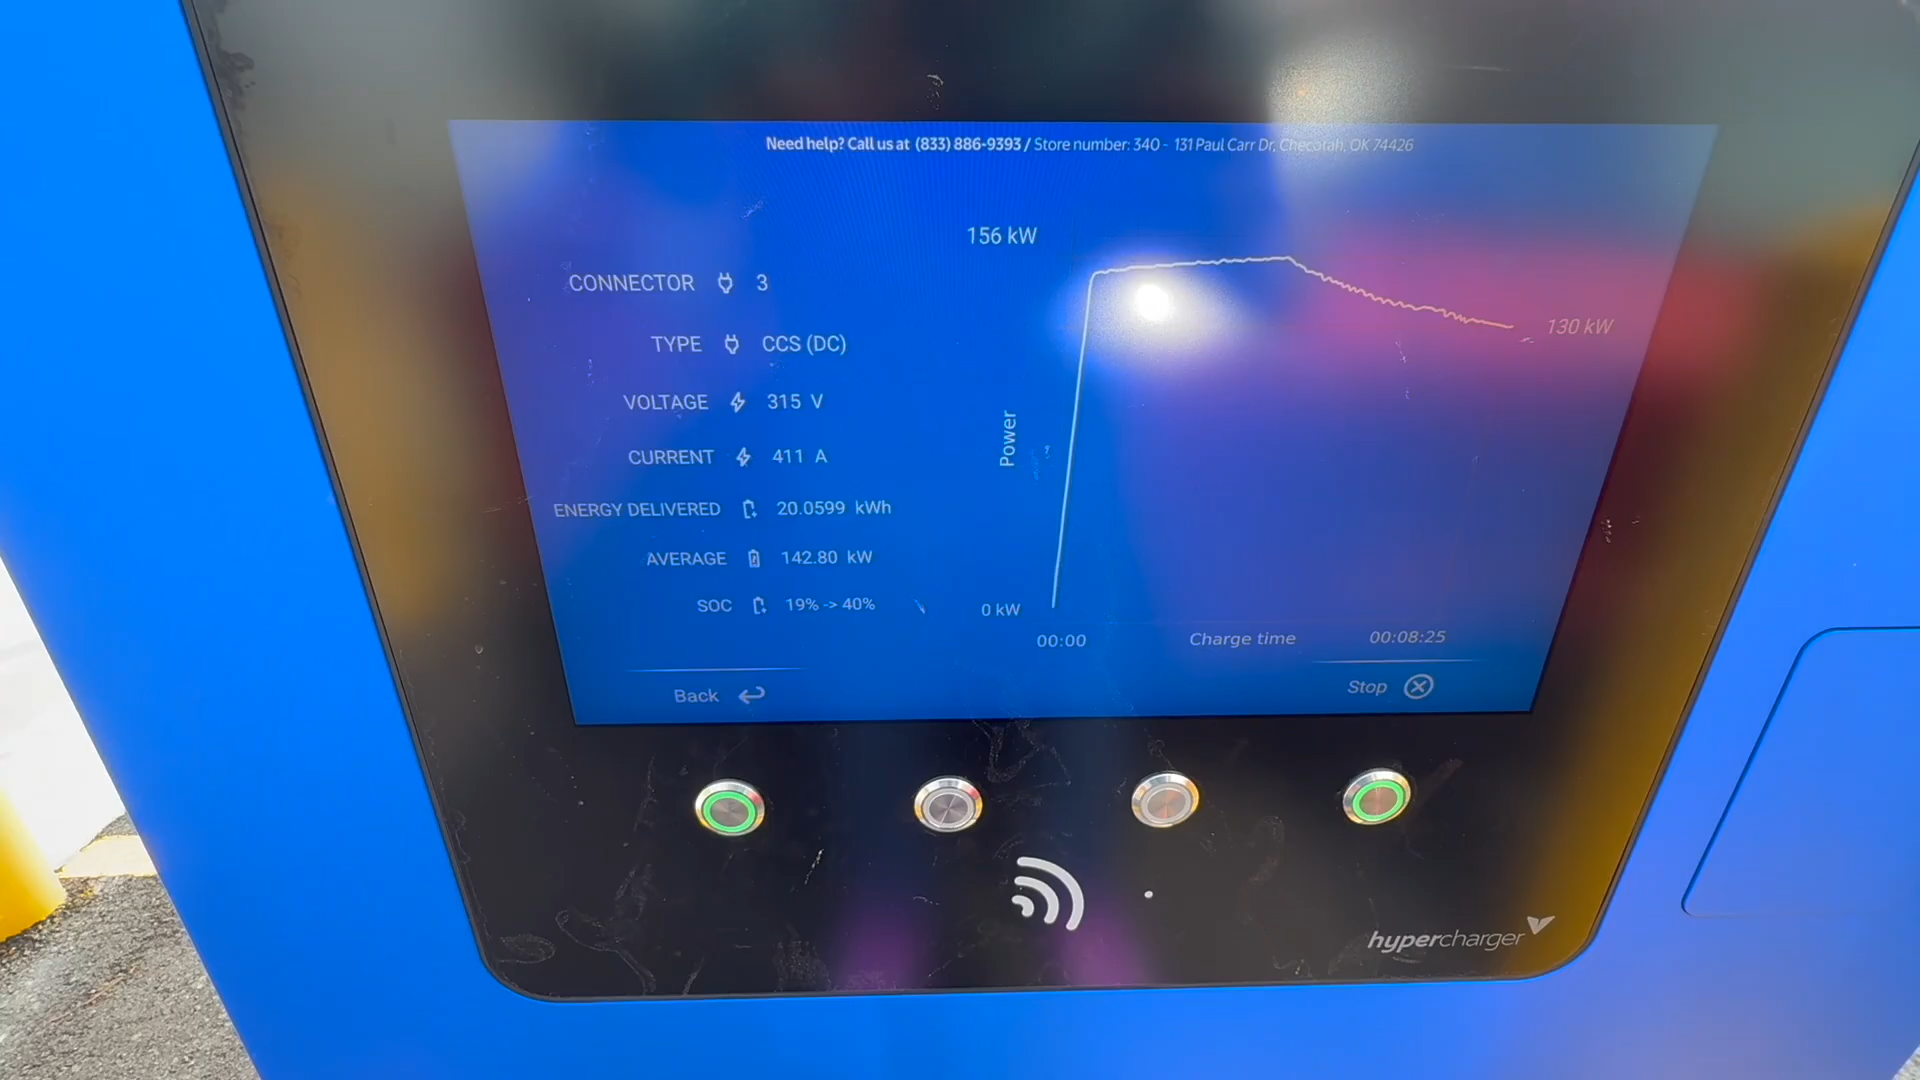 Need help? Call us at (833) 886-9393 / Store number: 340 - 131 Paul Carr Dr, Checotah, OK 74426
156 kW
CONNECTOR 3
TYPE CCS (DC)
130 kW
VOLTAGE 315 V
Power
CURRENT 411 A
ENERGY DELIVERED 20.0599 kWh
AVERAGE 142.80 kW
SOC 19% -> 40%
0 kW
00:00 Charge time 00:08:25
Back
Stop
hypercharger